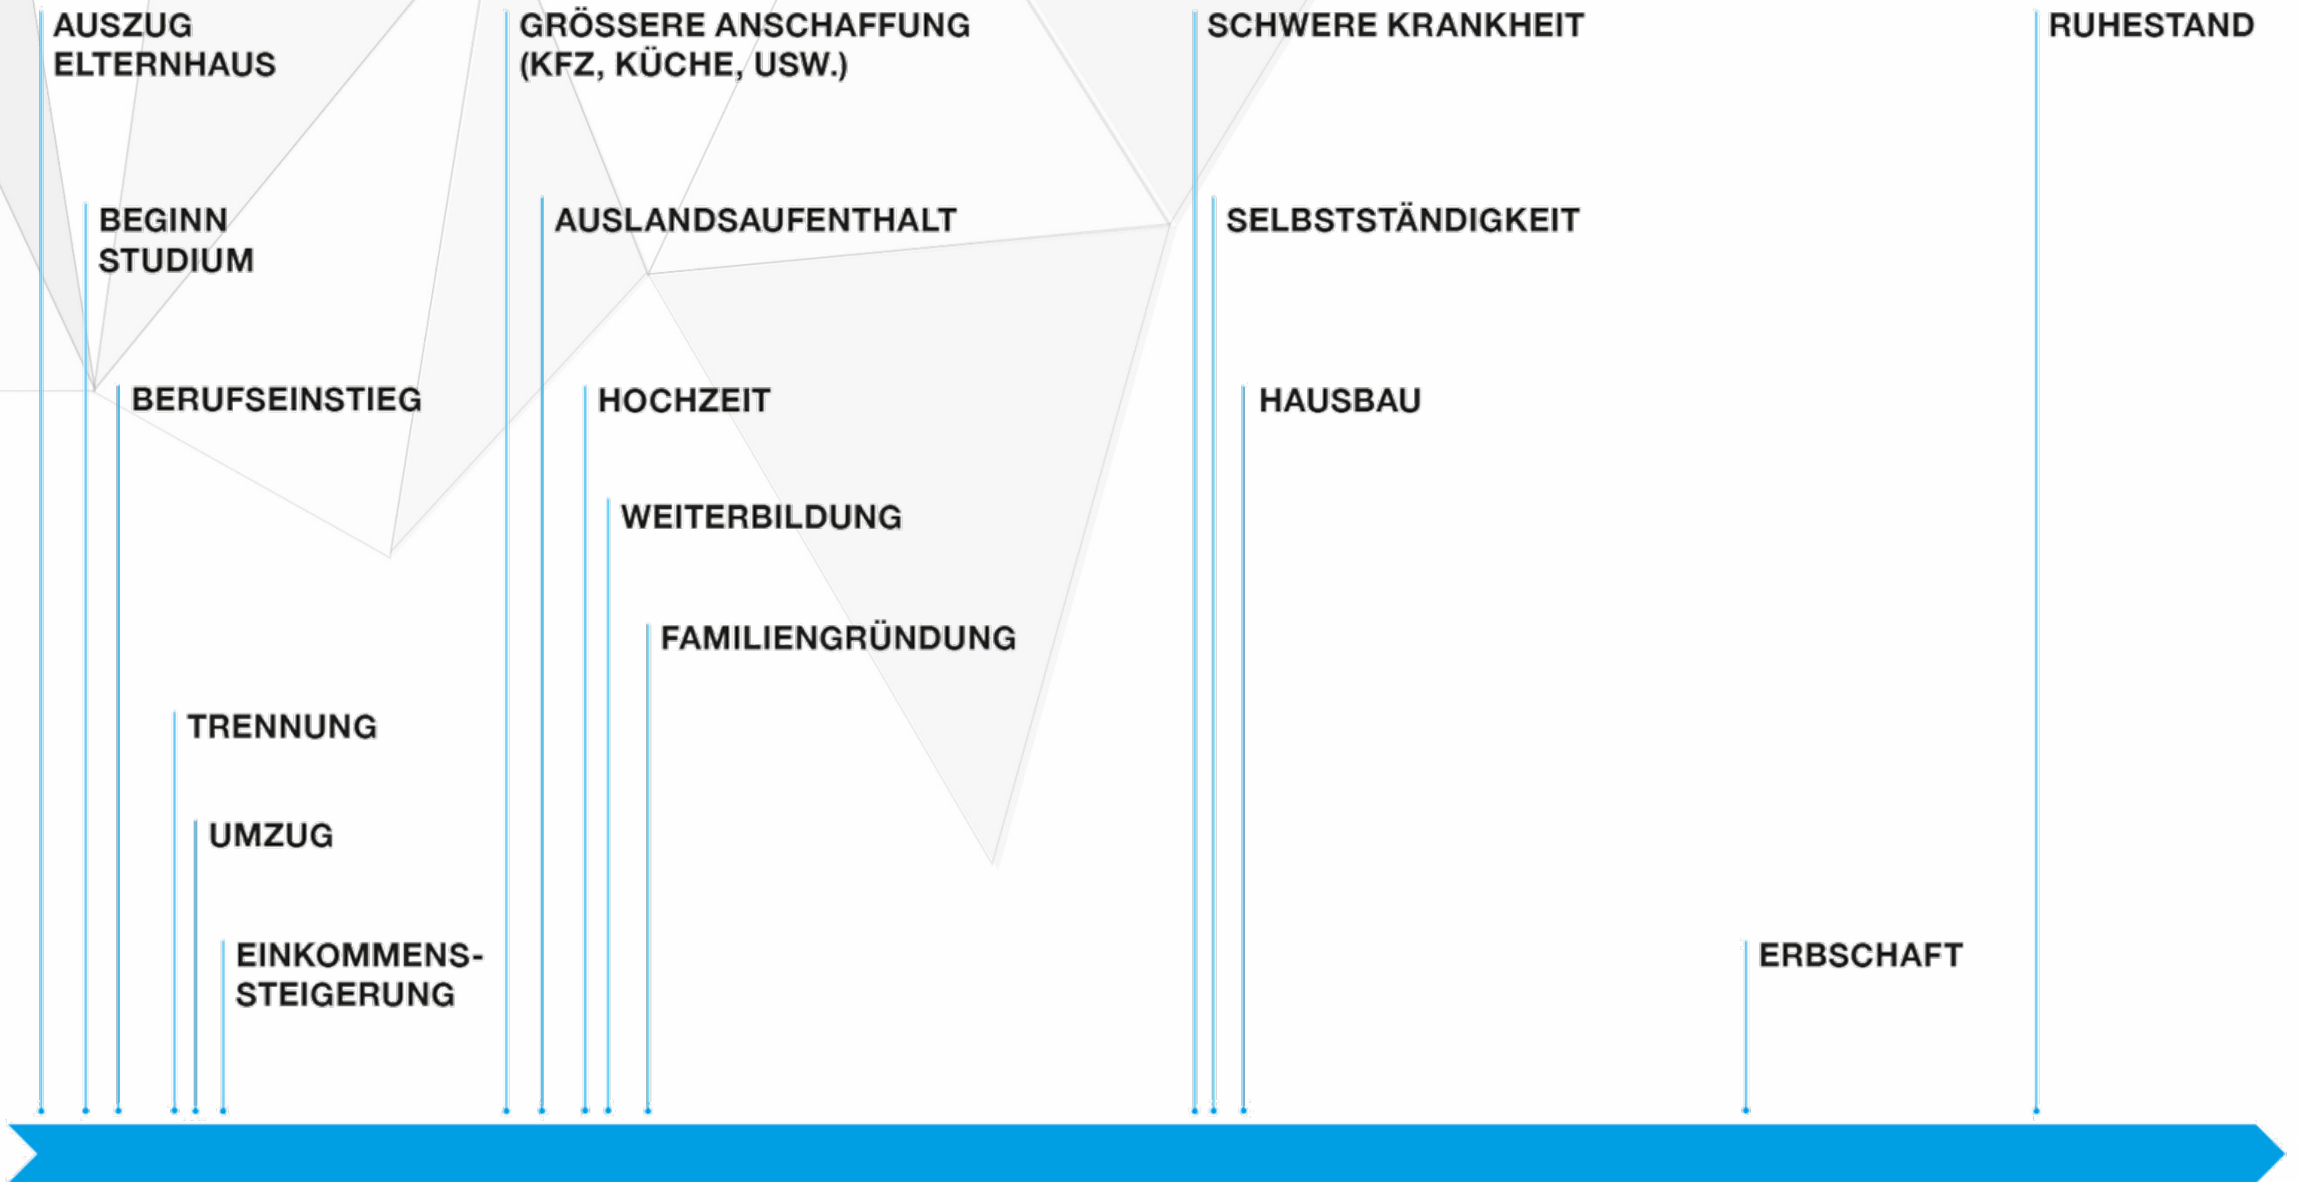 AUSZUG
ELTERNHAUS
GRÖSSERE ANSCHAFFUNG
(KFZ, KÜCHE, USW.)
SCHWERE KRANKHEIT
RUHESTAND
BEGINN
STUDIUM
AUSLANDSAUFENTHALT
SELBSTSTÄNDIGKEIT
BERUFSEINSTIEG
HOCHZEIT
HAUSBAU
WEITERBILDUNG
FAMILIENGRÜNDUNG
TRENNUNG
UMZUG
EINKOMMENS-
STEIGERUNG
ERBSCHAFT